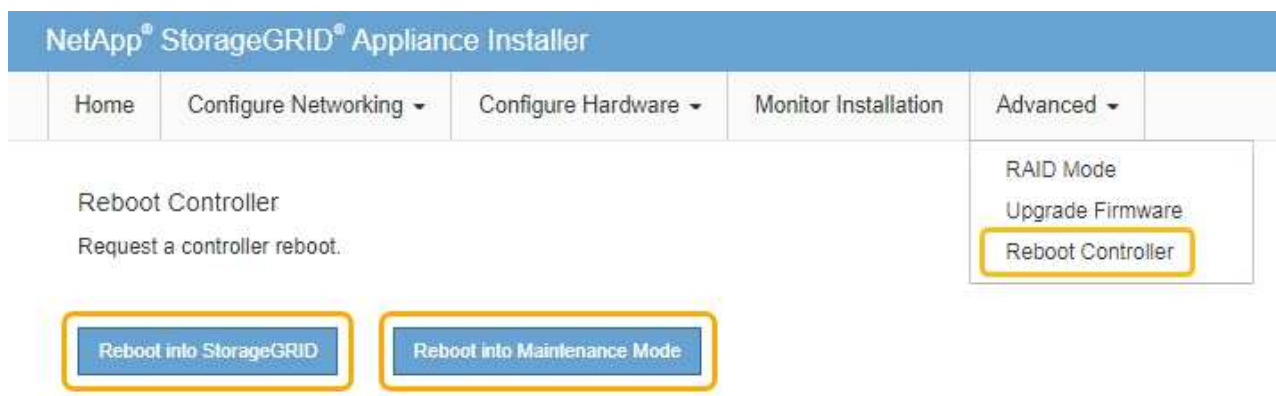 NetApp® StorageGRID® Appliance Installer
Home Configure Networking Configure Hardware Monitor Installation Advanced
RAID Mode
Upgrade Firmware
Reboot Controller
Reboot Controller
Request a controller reboot.
Reboot into StorageGRID Reboot into Maintenance Mode